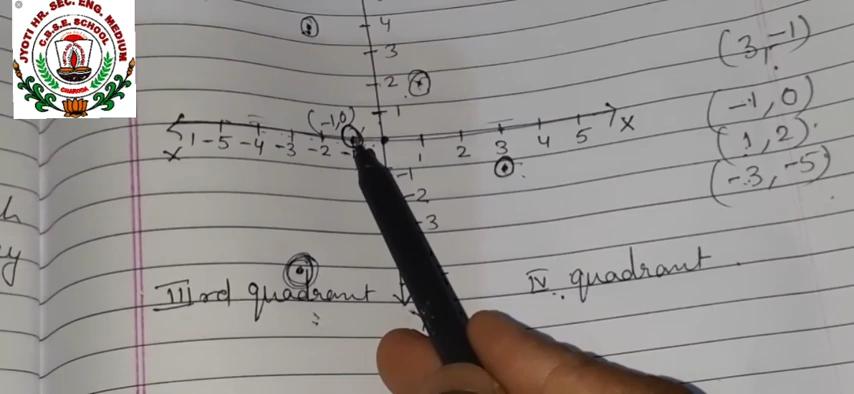 JYOTI HR. SEC. ENG. MEDIUM
C.B.S.E. SCHOOL
CHARODA
4
3
2
1
(-1,0)
X 1 -5 -4 -3 -2 1 2 3 4 5 X
-1
-2
-3
(3,-1)
(-1,0)
(1,2)
(-3,-5)
IIIrd quadrant
IV quadrant